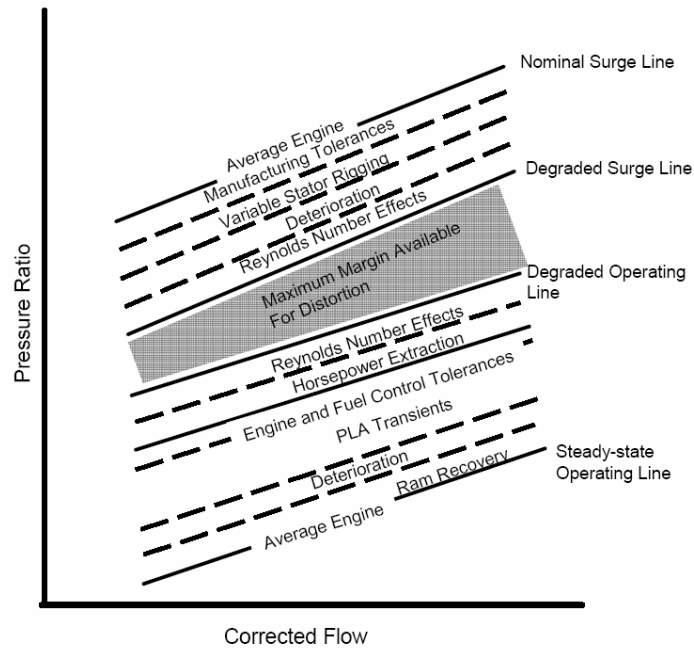 Nominal Surge Line
Average Engine
Manufacturing Tolerances
Variable Stator Rigging
Deterioration
Reynolds Number Effects
Degraded Surge Line
Maximum Margin Available
For Distortion
Degraded Operating
Line
Reynolds Number Effects
Horsepower Extraction
Engine and Fuel Control Tolerances
PLA Transients
Deterioration
Ram Recovery
Average Engine
Steady-state
Operating Line
Pressure Ratio
Corrected Flow